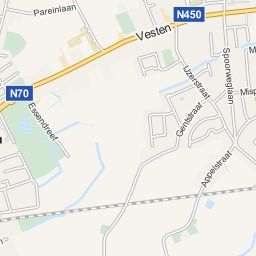 Pareinlaan
N450
Vesten
IJzerstraat
Spoorweglaan
N70
Essendreef
Gentstraat
Appelstraat